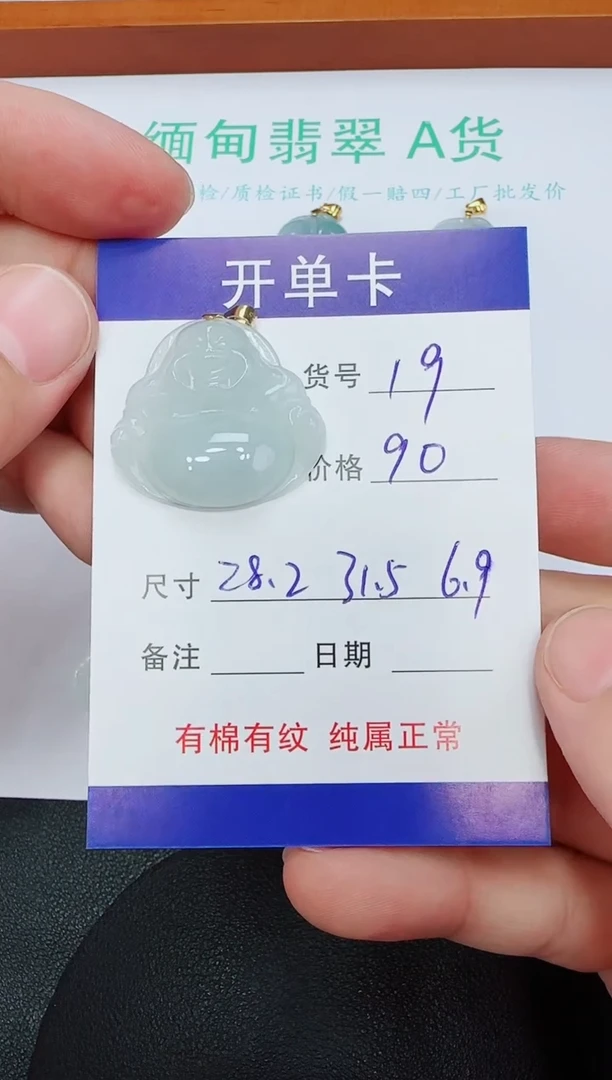 缅甸翡翠 A货
检/质检证书/假一赔四/工厂批发价
开单卡
货号 19
价格 90
尺寸 28.2 31.5 6.9
备注 日期
有棉有纹 纯属正常